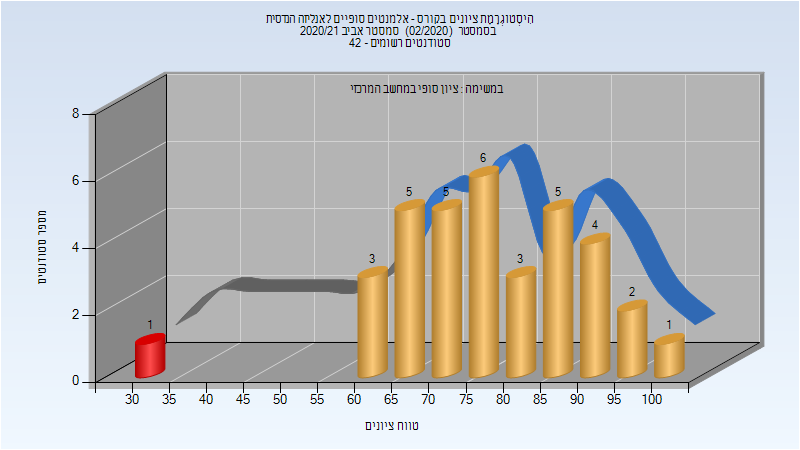 היסטוגרמת ציונים בקורס - אלמנטים סופיים לאנליזה הנדסית
בסמסטר (02/2020) סמסטר אביב 2020/21
סטודנטים רשומים - 42
במשימה : ציון סופי במחשב המרכזי
מספר סטודנטים
8
6
4
2
0
1
3
5
5
6
3
5
4
2
1
30 35 40 45 50 55 60 65 70 75 80 85 90 95 100
טווח ציונים